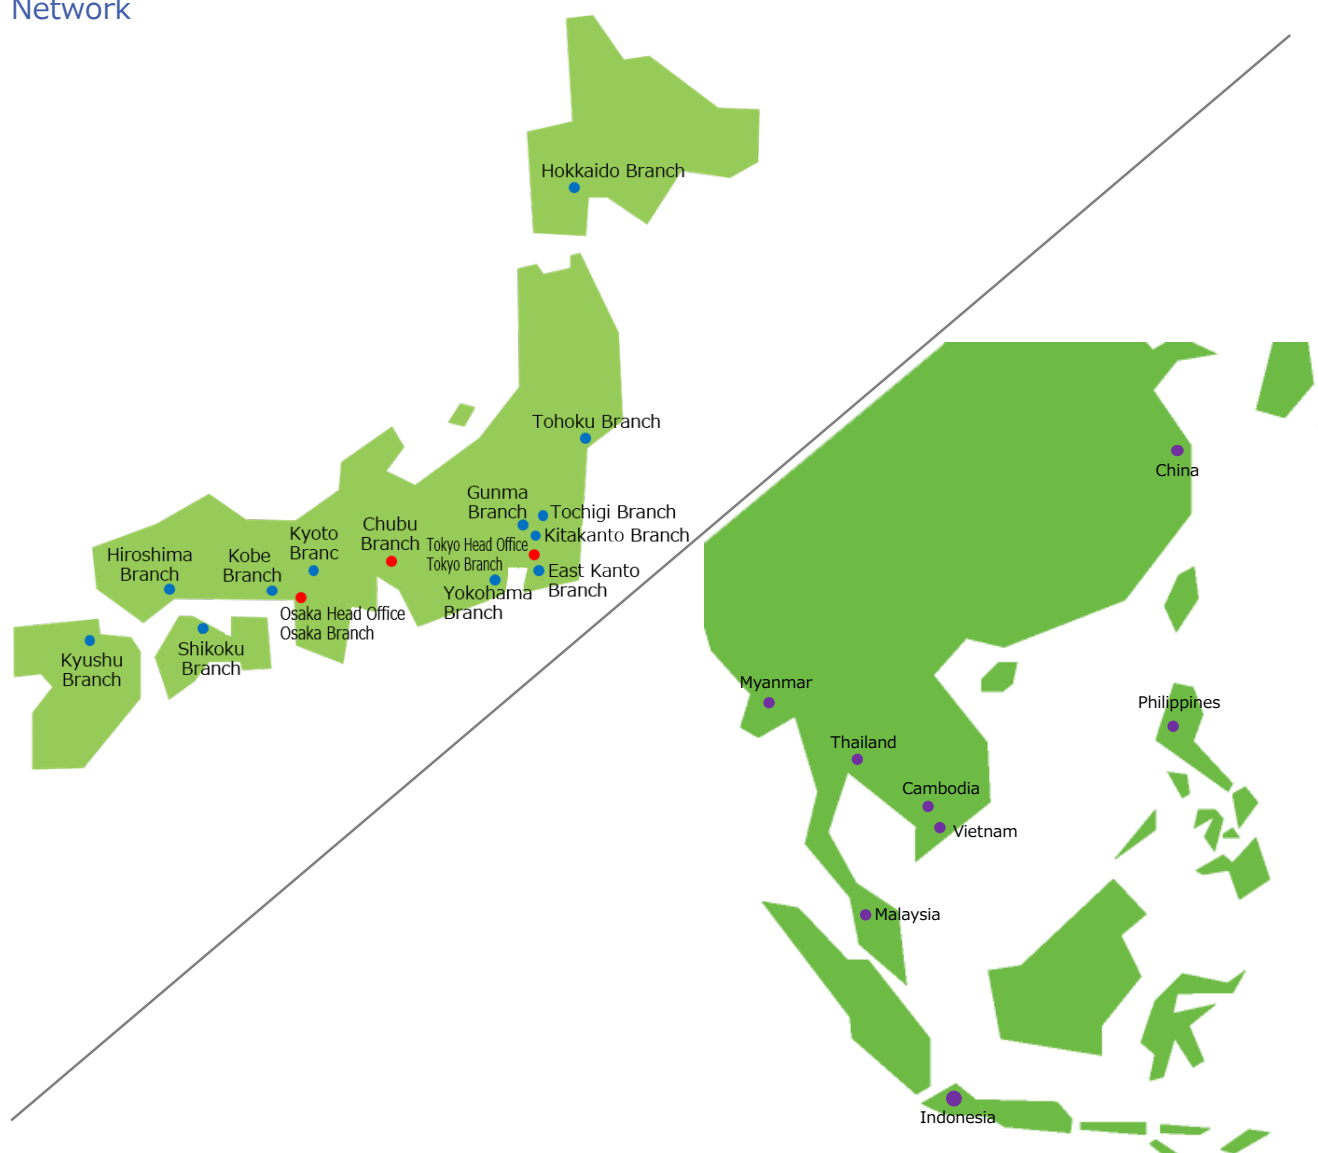 Network
Hokkaido Branch
Tohoku Branch
Gunma
Branch
Tochigi Branch
Kitakanto Branch
Tokyo Head Office
Tokyo Branch
East Kanto
Branch
Yokohama
Branch
Chubu
Branch
Kyoto
Branc
Kobe
Branch
Hiroshima
Branch
Osaka Head Office
Osaka Branch
Shikoku
Branch
Kyushu
Branch
China
Myanmar
Philippines
Thailand
Cambodia
Vietnam
Malaysia
Indonesia